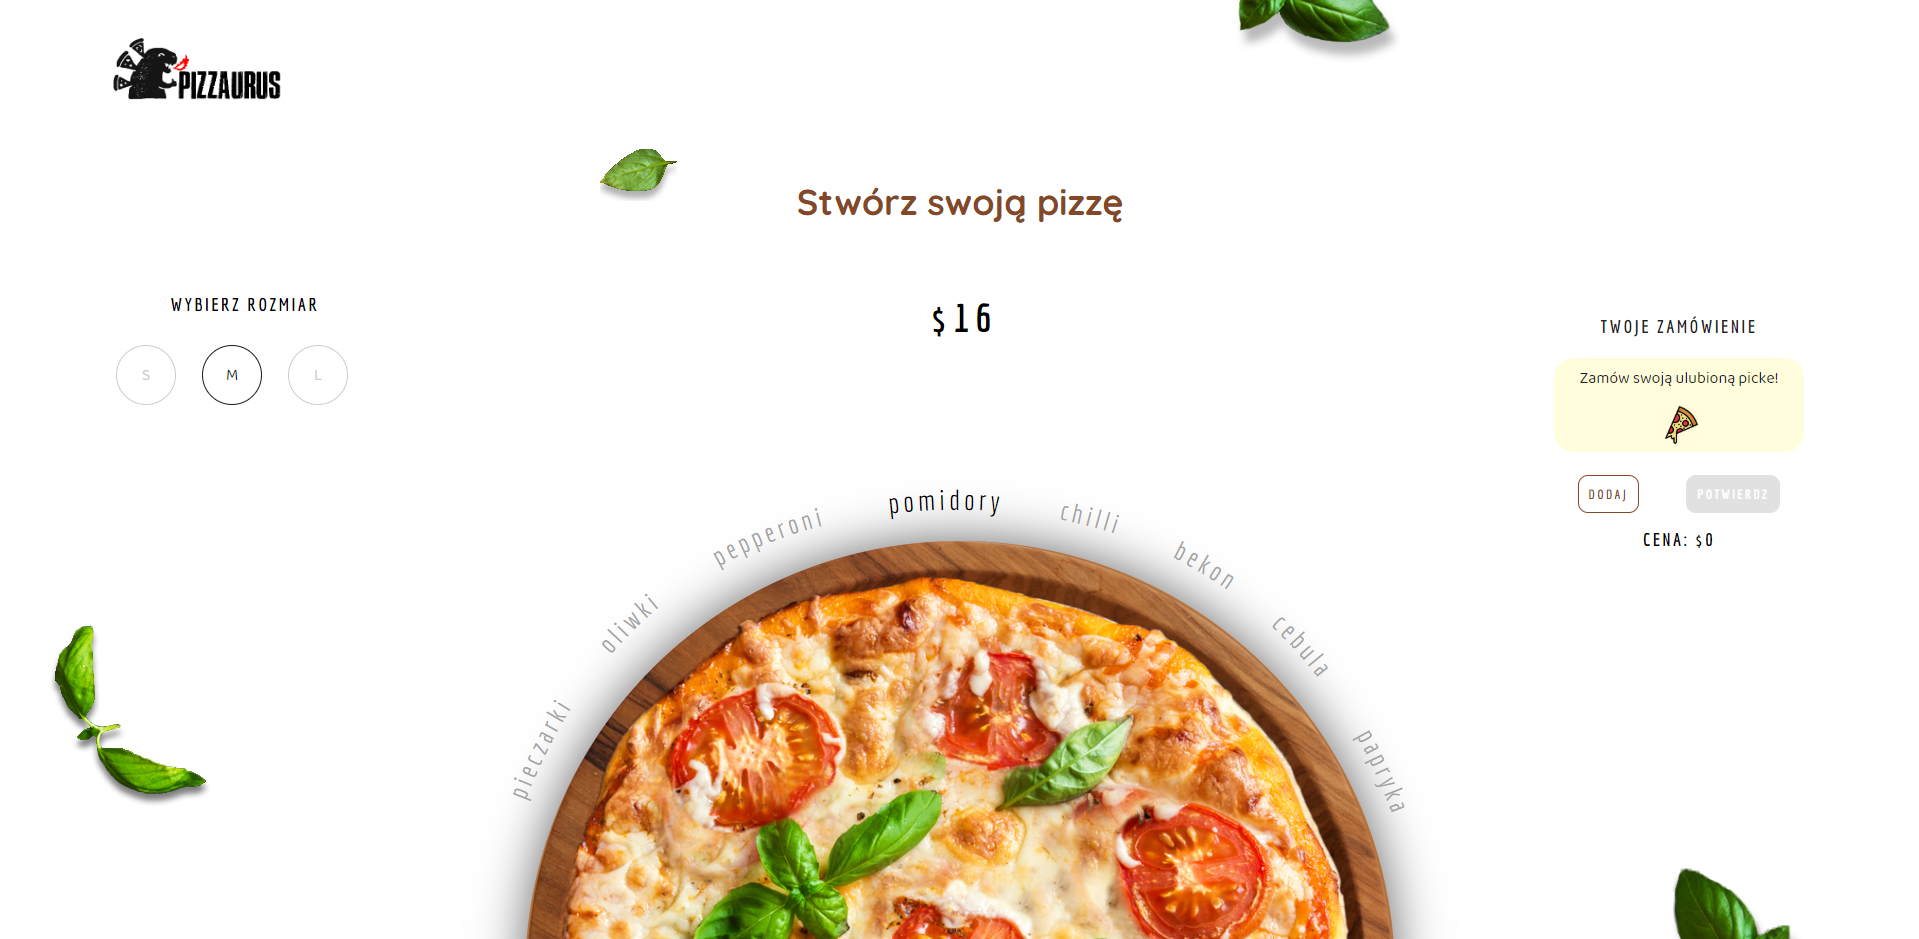 PIZZAURUS
Stwórz swoją pizzę
WYBIERZ ROZMIAR
S M L
$16
TWOJE ZAMÓWIENIE
Zamów swoją ulubioną picke!
DODAJ POTWIERDZ
CENA: $0
pieczarki
oliwki
pepperoni
pomidory
chilli
bekon
cebula
papryka